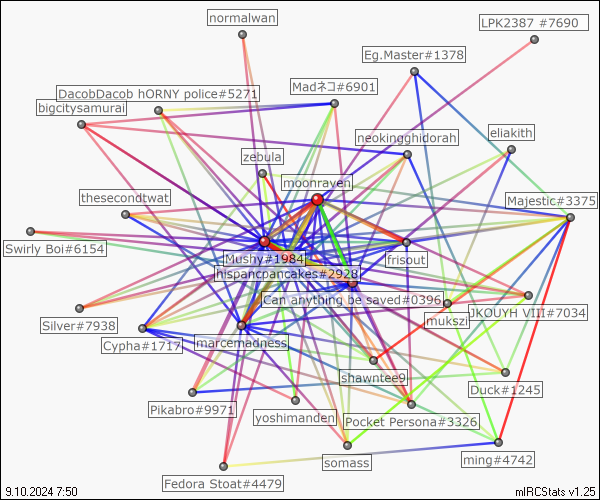 normalwan
LPK2387 #7690
Eg.Master#1378
Madネコ#6901
DacobDacob hORNY police#5271
bigcitysamurai
neokingghidorah
eliakith
zebula
moonraven
thesecondtwat
Majestic#3375
Swirly Boi#6154
Mushy#1984
frisout
hispancpancakes#2928
Can anything be saved#0396
mukszi
JKOUYH VIII#7034
Silver#7938
Cypha#1717
marcemadness
shawntee9
Duck#1245
Pikabro#9971
yoshimanden
Pocket Persona#3326
somass
ming#4742
Fedora Stoat#4479
9.10.2024 7:50
mIRCStats v1.25